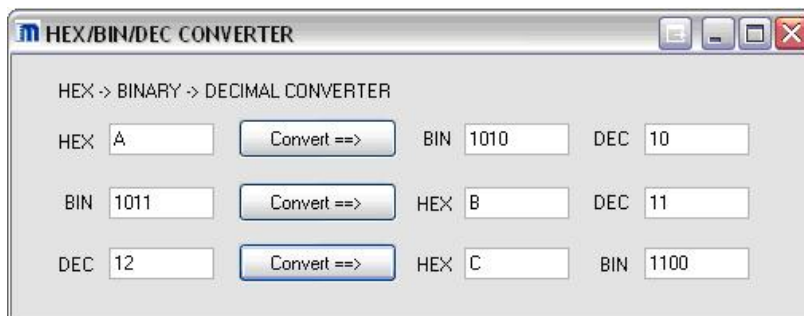 HEX/BIN/DEC CONVERTER
HEX -> BINARY -> DECIMAL CONVERTER
HEX A Convert ==> BIN 1010 DEC 10
BIN 1011 Convert ==> HEX B DEC 11
DEC 12 Convert ==> HEX C BIN 1100